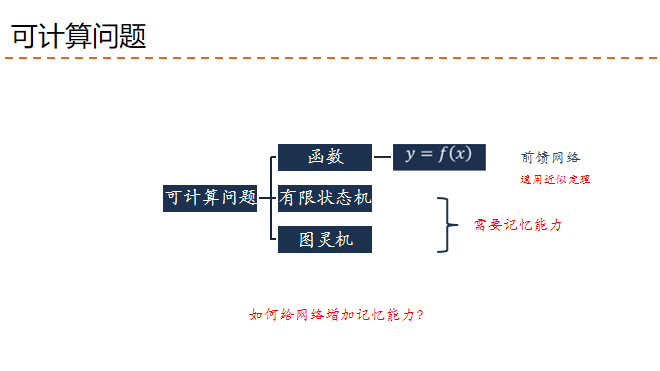 可计算问题
函数
y = f(x)
前馈网络
通用近似定理
可计算问题
有限状态机
图灵机
需要记忆能力
如何给网络增加记忆能力?